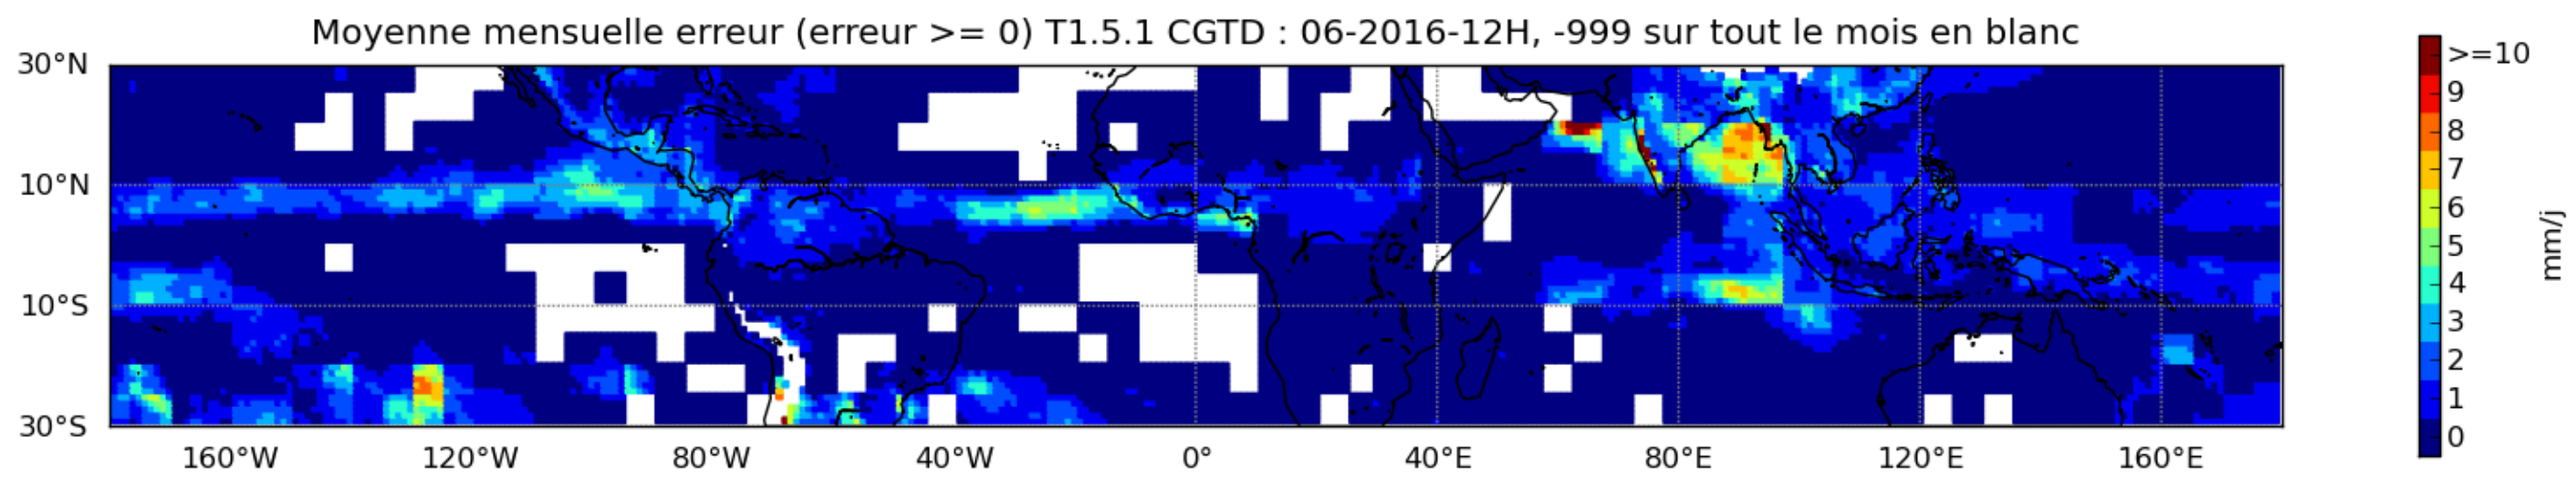 Moyenne mensuelle erreur (erreur >= 0) T1.5.1 CGTD : 06-2016-12H, -999 sur tout le mois en blanc
30°N
10°N
10°S
30°S
160°W 120°W 80°W 40°W 0° 40°E 80°E 120°E 160°E
>=10
9
8
7
6
5
4
3
2
1
0
mm/j